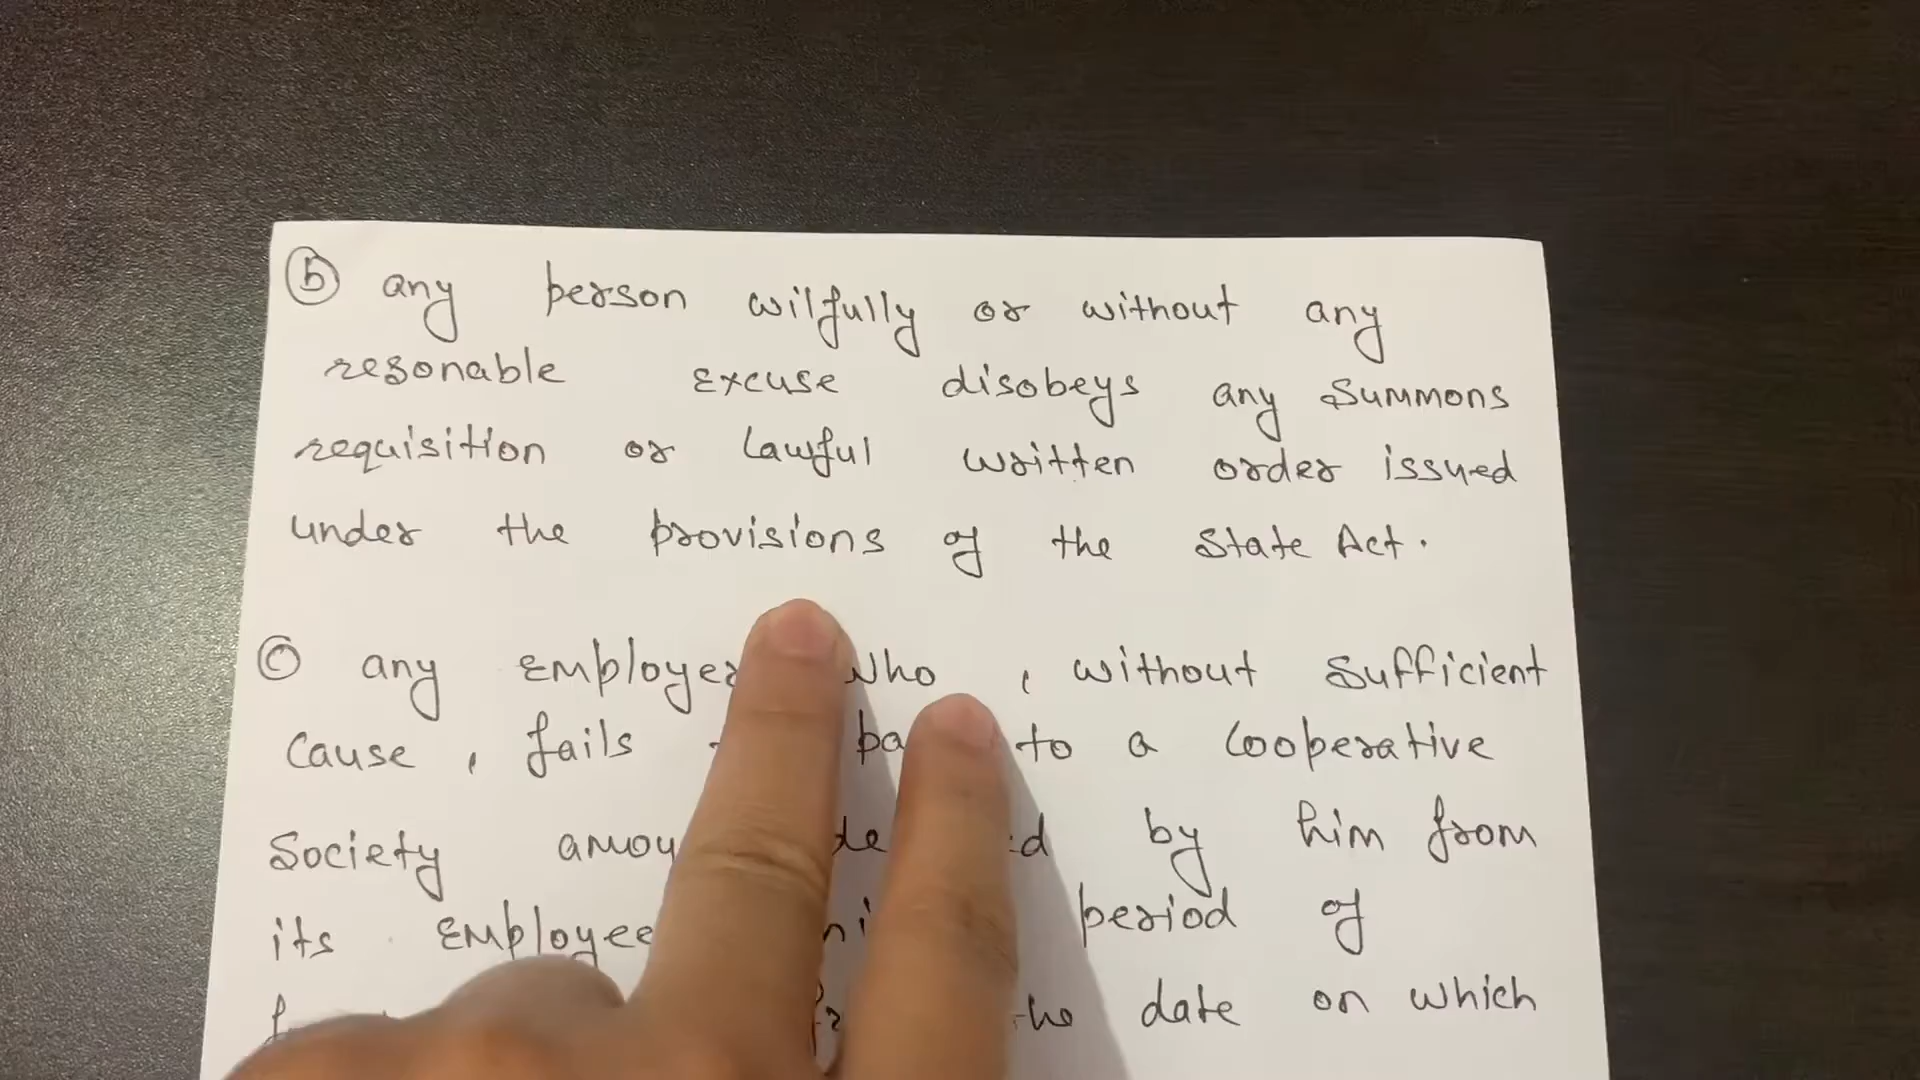 (b) any person wilfully or without any
resonable excuse disobeys any Summons
requisition or lawful written order issued
under the provisions of the State Act.
(c) any employer who, without sufficient
cause, fails to a Cooperative
Society by him from
its period of
the date on which